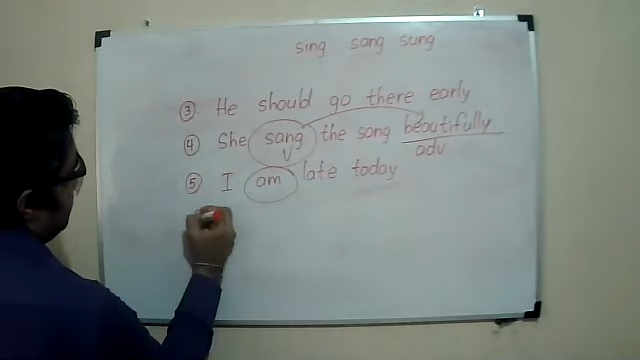 sing sang sung
③ He should go there early
④ She sang the song beautifully
V adv
⑤ I am late today